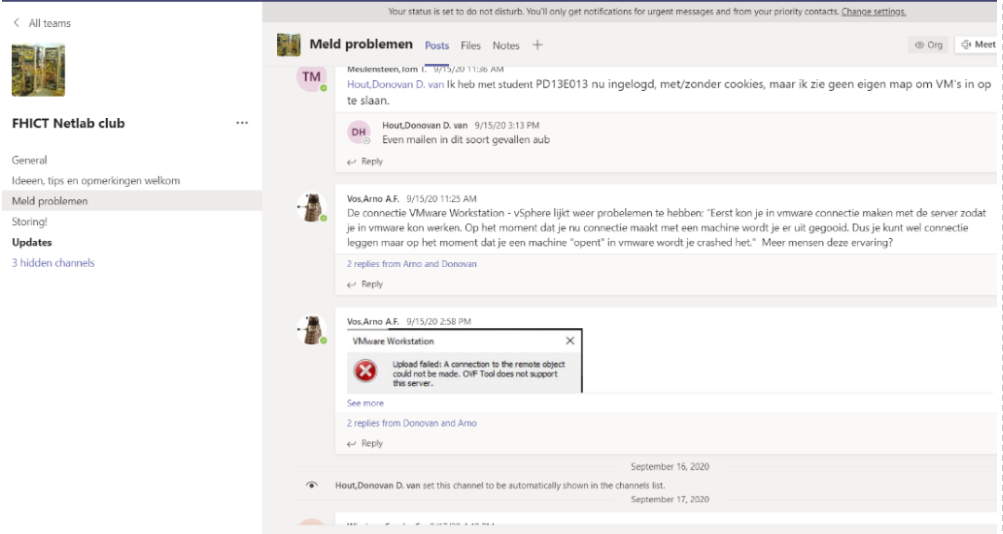 Your status is set to do not disturb. You'll only get notifications for urgent messages and from your priority contacts. Change settings.
All teams
FHICT Netlab club
General
Ideeen, tips en opmerkingen welkom
Meld problemen
Storing!
Updates
3 hidden channels
Meld problemen Posts Files Notes
Org
Meet
TM
Meulensteen,Tom T. 9/15/20 11:36 AM
Hout,Donovan D. van Ik heb met student PD13E013 nu ingelogd, met/zonder cookies, maar ik zie geen eigen map om VM's in op
te slaan.
DH
Hout,Donovan D. van 9/15/20 3:13 PM
Even mailen in dit soort gevallen aub
Reply
Vos,Arno A.F. 9/15/20 11:25 AM
De connectie VMware Workstation - vSphere lijkt weer probelemen te hebben: "Eerst kon je in vmware connectie maken met de server zodat
je in vmware kon werken. Op het moment dat je nu connectie maakt met een machine wordt je er uit gegooid. Dus je kunt wel connectie
leggen maar op het moment dat je een machine "opent" in vmware wordt je crashed het." Meer mensen deze ervaring?
2 replies from Arno and Donovan
Reply
Vos,Arno A.F. 9/15/20 2:58 PM
VMware Workstation
Upload failed: A connection to the remote object
could not be made. OVF Tool does not support
this server.
See more
2 replies from Donovan and Arno
Reply
September 16, 2020
Hout,Donovan D. van set this channel to be automatically shown in the channels list.
September 17, 2020